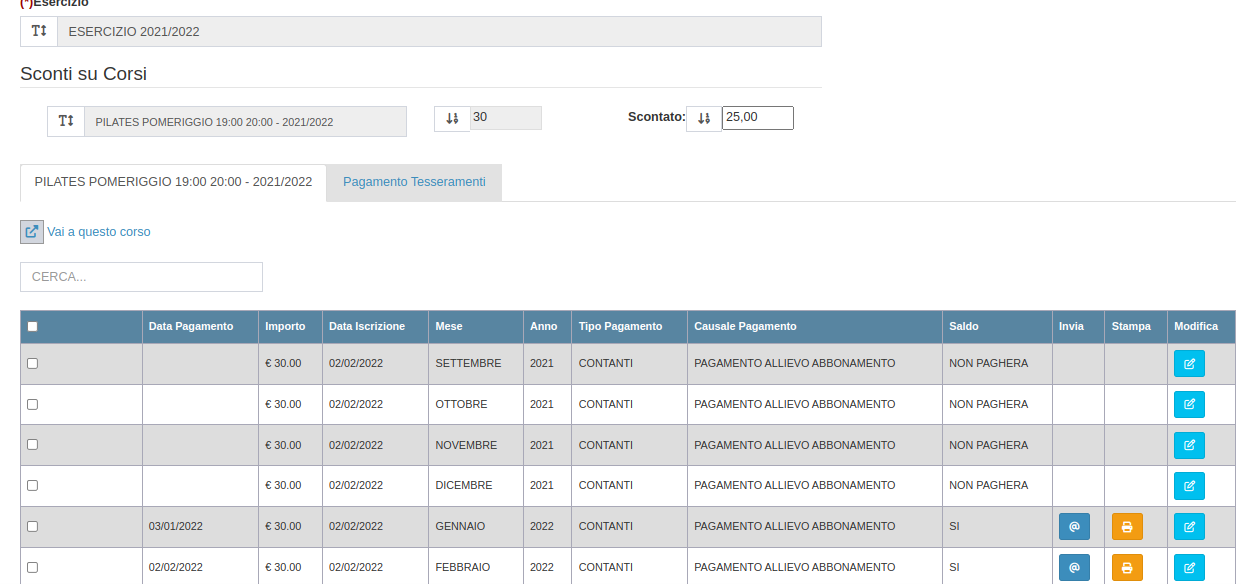 (*)Esercizio
ESERCIZIO 2021/2022
Sconti su Corsi
PILATES POMERIGGIO 19:00 20:00 - 2021/2022 30 Scontato: 25,00
PILATES POMERIGGIO 19:00 20:00 - 2021/2022 Pagamento Tesseramenti
Vai a questo corso
CERCA...
Data Pagamento Importo Data Iscrizione Mese Anno Tipo Pagamento Causale Pagamento Saldo Invia Stampa Modifica
€ 30.00 02/02/2022 SETTEMBRE 2021 CONTANTI PAGAMENTO ALLIEVO ABBONAMENTO NON PAGHERA
€ 30.00 02/02/2022 OTTOBRE 2021 CONTANTI PAGAMENTO ALLIEVO ABBONAMENTO NON PAGHERA
€ 30.00 02/02/2022 NOVEMBRE 2021 CONTANTI PAGAMENTO ALLIEVO ABBONAMENTO NON PAGHERA
€ 30.00 02/02/2022 DICEMBRE 2021 CONTANTI PAGAMENTO ALLIEVO ABBONAMENTO NON PAGHERA
03/01/2022 € 30.00 02/02/2022 GENNAIO 2022 CONTANTI PAGAMENTO ALLIEVO ABBONAMENTO SI @
02/02/2022 € 30.00 02/02/2022 FEBBRAIO 2022 CONTANTI PAGAMENTO ALLIEVO ABBONAMENTO SI @